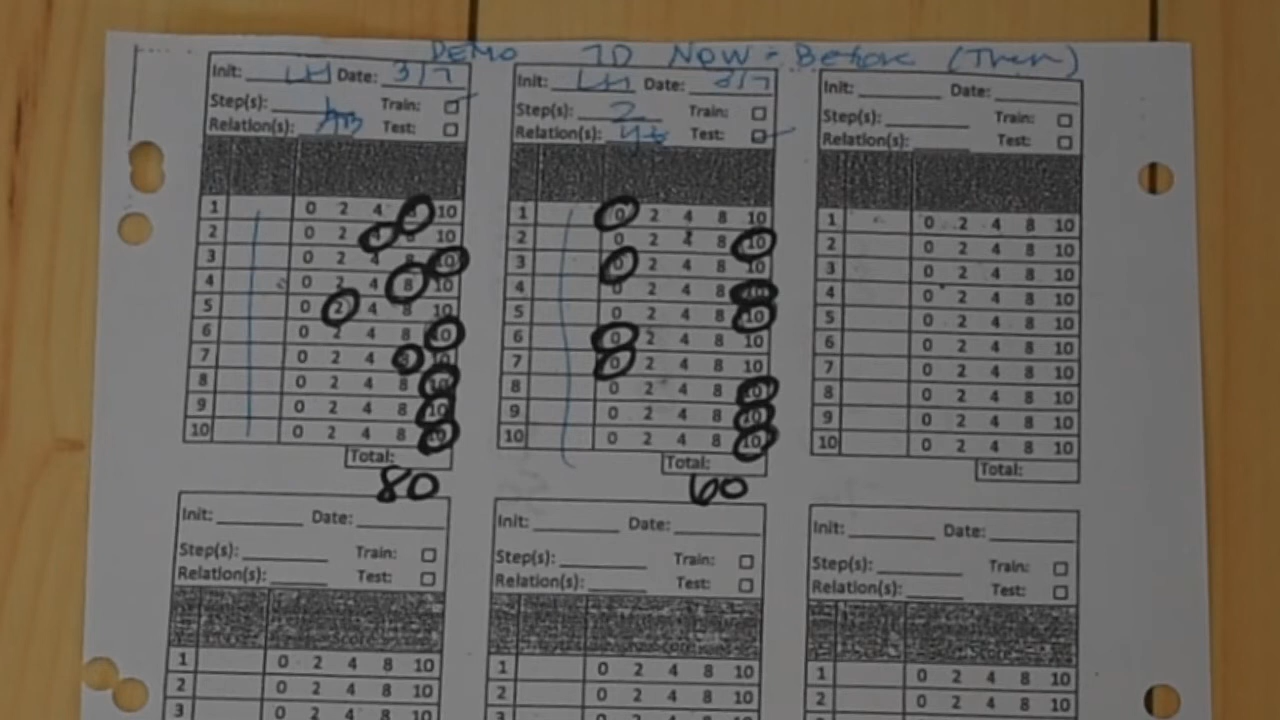 DEMO 7D Now - Before (Then)
Init: LH Date: 3/7
Step(s): Train:
Relation(s): AB Test:
1 0 2 4 8 10
2 0 2 4 10
3 0 2 4 8 10
4 0 2 4 8 10
5 0 2 4 8 10
6 0 2 4 8 10
7 0 2 4 8 10
8 0 2 4 8 10
9 0 2 4 8 10
10 0 2 4 8 10
Total:
80
Init: LH Date: 3/7
Step(s): 2 Train:
Relation(s): Test:
1 0 2 4 8 10
2 0 2 4 8 10
3 0 2 4 8 10
4 0 2 4 8 10
5 0 2 4 8 10
6 0 2 4 8 10
7 0 2 4 8 10
8 0 2 4 8 10
9 0 2 4 8 10
10 0 2 4 8 10
Total:
60
Init: Date:
Step(s): Train:
Relation(s): Test:
1 0 2 4 8 10
2 0 2 4 8 10
3 0 2 4 8 10
4 0 2 4 8 10
5 0 2 4 8 10
6 0 2 4 8 10
7 0 2 4 8 10
8 0 2 4 8 10
9 0 2 4 8 10
10 0 2 4 8 10
Total:
Init: Date:
Step(s): Train:
Relation(s): Test:
1 0 2 4 8 10
2 0 2 4 8 10
3 0 2 4 8 10
Init: Date:
Step(s): Train:
Relation(s): Test:
1 0 2 4 8 10
2 0 2 4 8 10
3 0 2 4 8 10
Init: Date:
Step(s): Train:
Relation(s): Test:
1 0 2 4 8 10
2 0 2 4 8 10